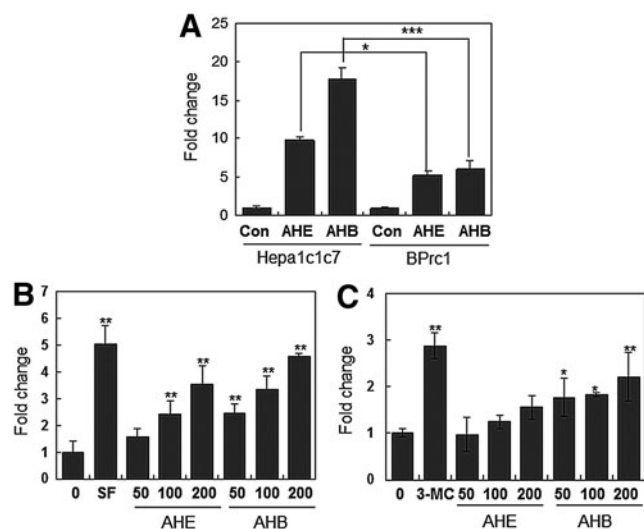 A
Fold change
25
20
15
10
5
0
*
***
Con AHE AHB Con AHE AHB
Hepa1c1c7 BPrc1
B
Fold change
7
6
5
4
3
2
1
0
** ** ** ** ** **
0 SF 50 100 200 50 100 200
AHE AHB
C
Fold change
4
3
2
1
0
** * * **
0 3-MC 50 100 200 50 100 200
AHE AHB